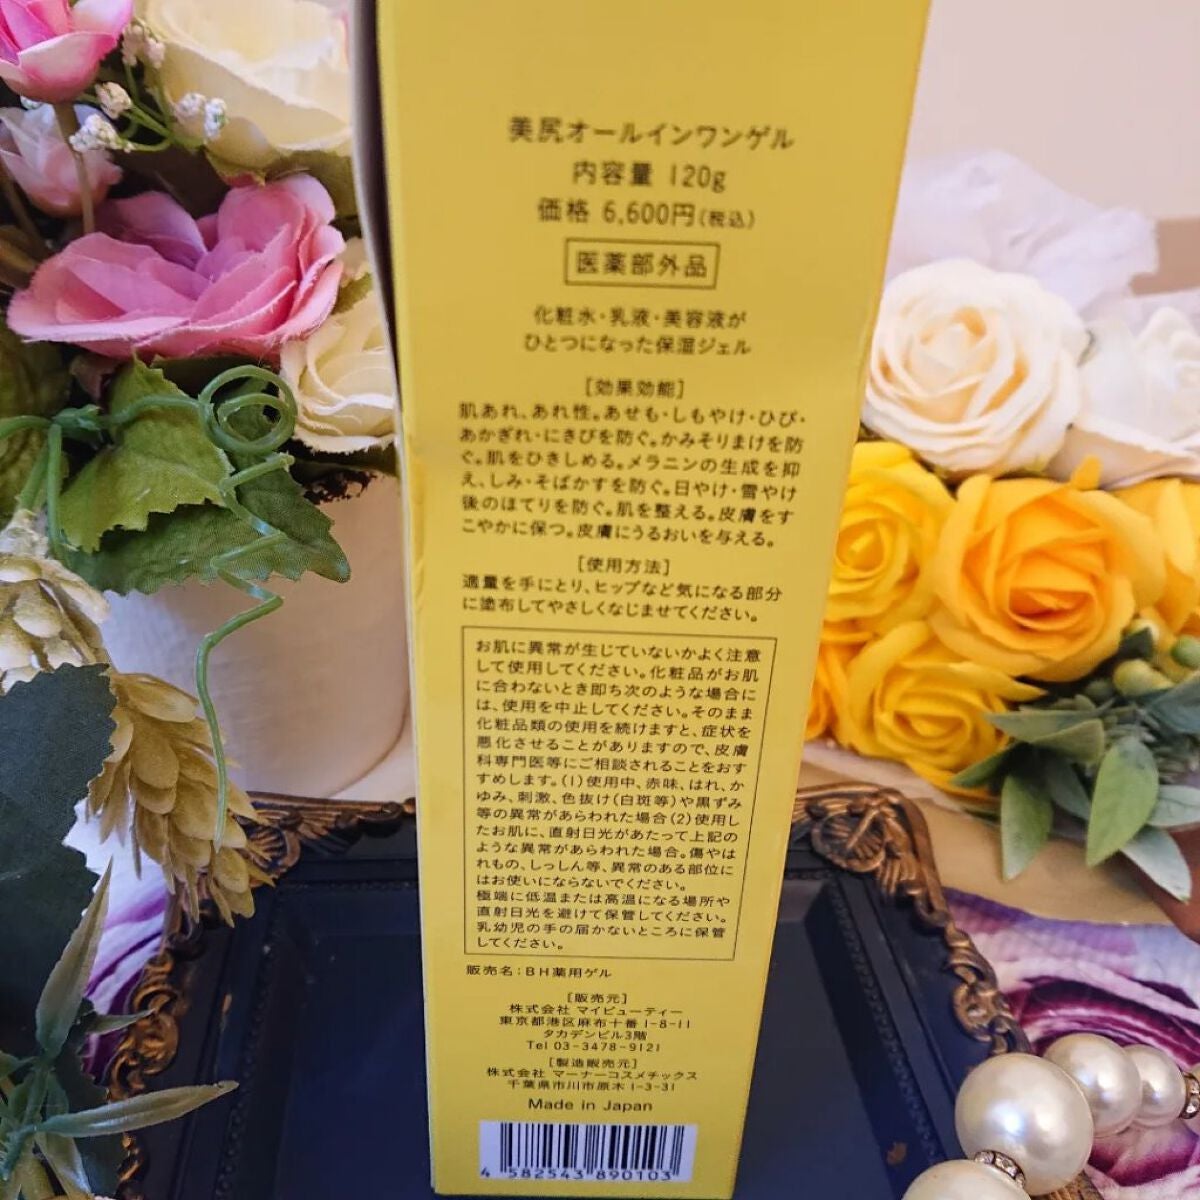 美尻オールインワンゲル
内容量 120g
価格 6,600円(税込)
医薬部外品
化粧水・乳液・美容液が
ひとつになった保湿ジェル
[効果効能]
肌あれ、あれ性。あせも・しもやけ・ひび・
あかぎれ・にきびを防ぐ。かみそりまけを防
ぐ。肌をひきしめる。メラニンの生成を抑
え、しみ・そばかすを防ぐ。日やけ・雪やけ
後のほてりを防ぐ。肌を整える。皮膚をす
こやかに保つ。皮膚にうるおいを与える。
[使用方法]
適量を手にとり、ヒップなど気になる部分
に塗布してやさしくなじませてください。
お肌に異常が生じていないかよく注意
して使用してください。化粧品がお肌
に合わないとき即ち次のような場合に
は、使用を中止してください。そのまま
化粧品類の使用を続けますと、症状を
悪化させることがありますので、皮膚
科専門医等にご相談されることをおす
すめします。(1)使用中、赤味、はれ、か
ゆみ、刺激、色抜け(白斑等)や黒ずみ
等の異常があらわれた場合(2)使用し
たお肌に、直射日光があたって上記の
ような異常があらわれた場合。傷やは
れもの、しっしん等、異常のある部位に
はお使いにならないでください。
極端に低温または高温になる場所や
直射日光を避けて保管してください。
乳幼児の手の届かないところに保管
してください。
販売名:BH薬用ゲル
[販売元]
株式会社 マイビューティー
東京都港区麻布十番1-8-11
タカデンビル3階
Tel 03-3478-9121
[製造販売元]
株式会社 マーナーコスメチックス
千葉県市川市原木1-3-31
Made in Japan
4 582543 890103